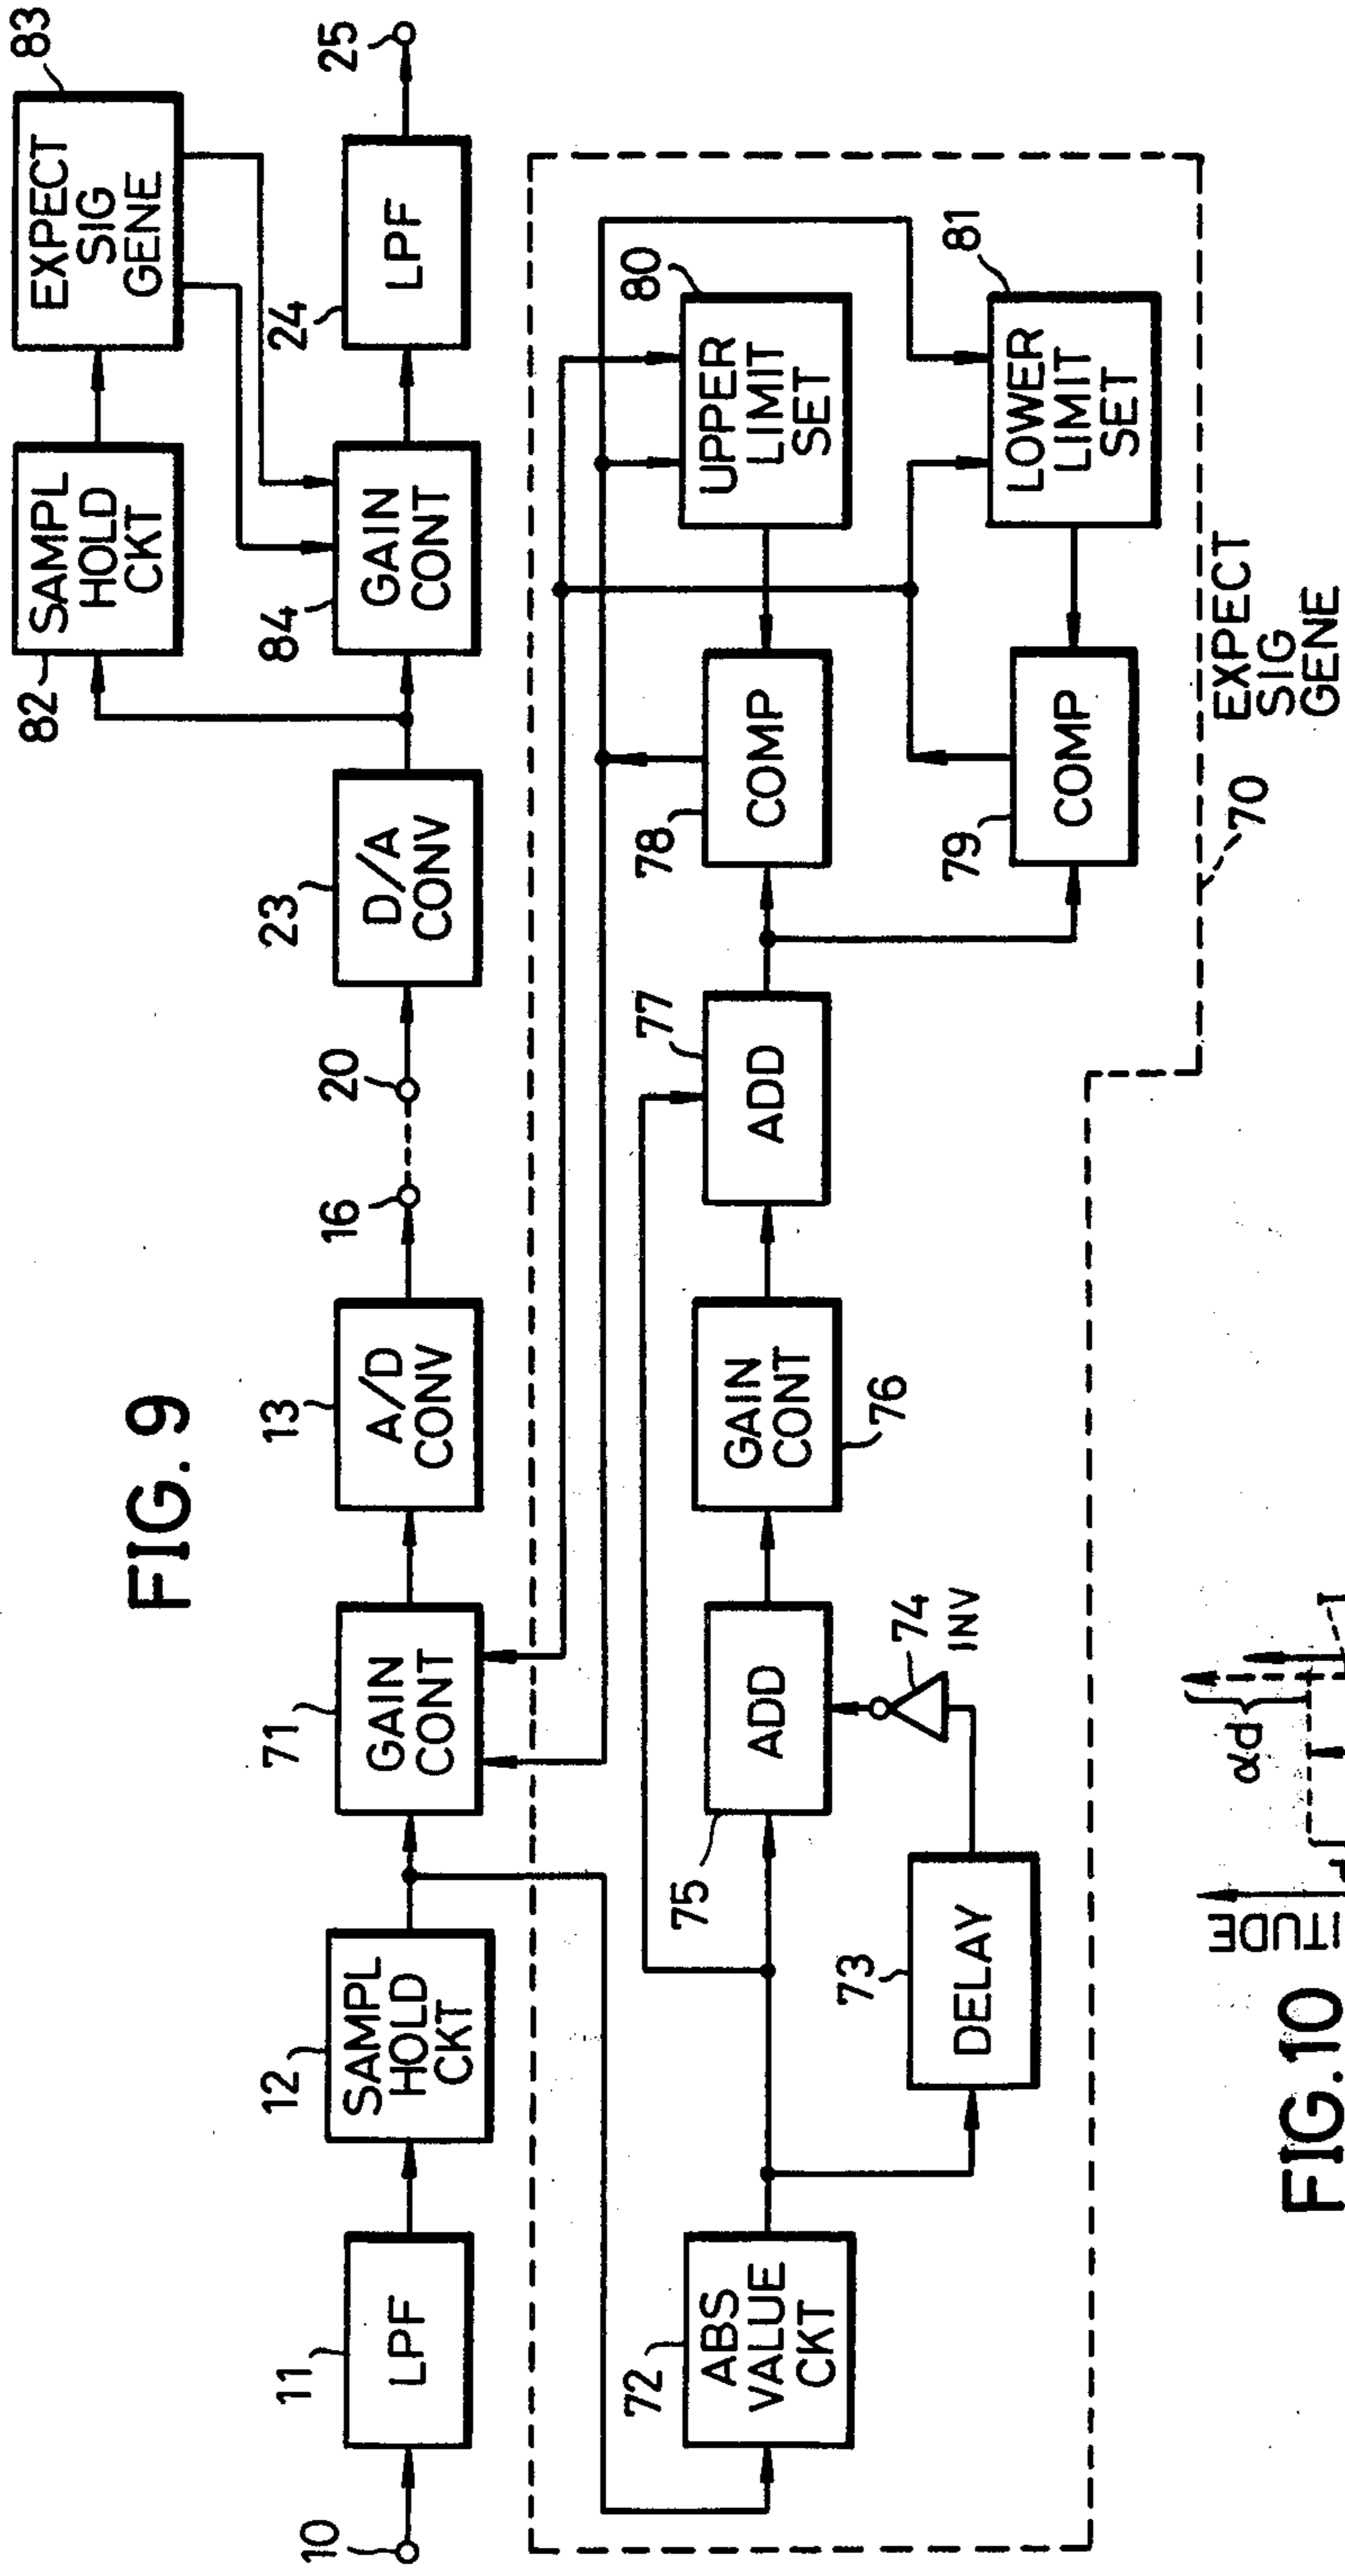 FIG. 9
10
11
LPF
12
SAMPL
HOLD
CKT
71
GAIN
CONT
13
A/D
CONV
16
20
23
D/A
CONV
82
SAMPL
HOLD
CKT
83
EXPECT
SIG
GENE
84
GAIN
CONT
24
LPF
25
72
ABS
VALUE
CKT
73
DELAY
74
INV
75
ADD
76
GAIN
CONT
77
ADD
78
COMP
79
COMP
80
UPPER
LIMIT
SET
81
LOWER
LIMIT
SET
70
EXPECT
SIG
GENE
FIG.10
ITUDE
αd